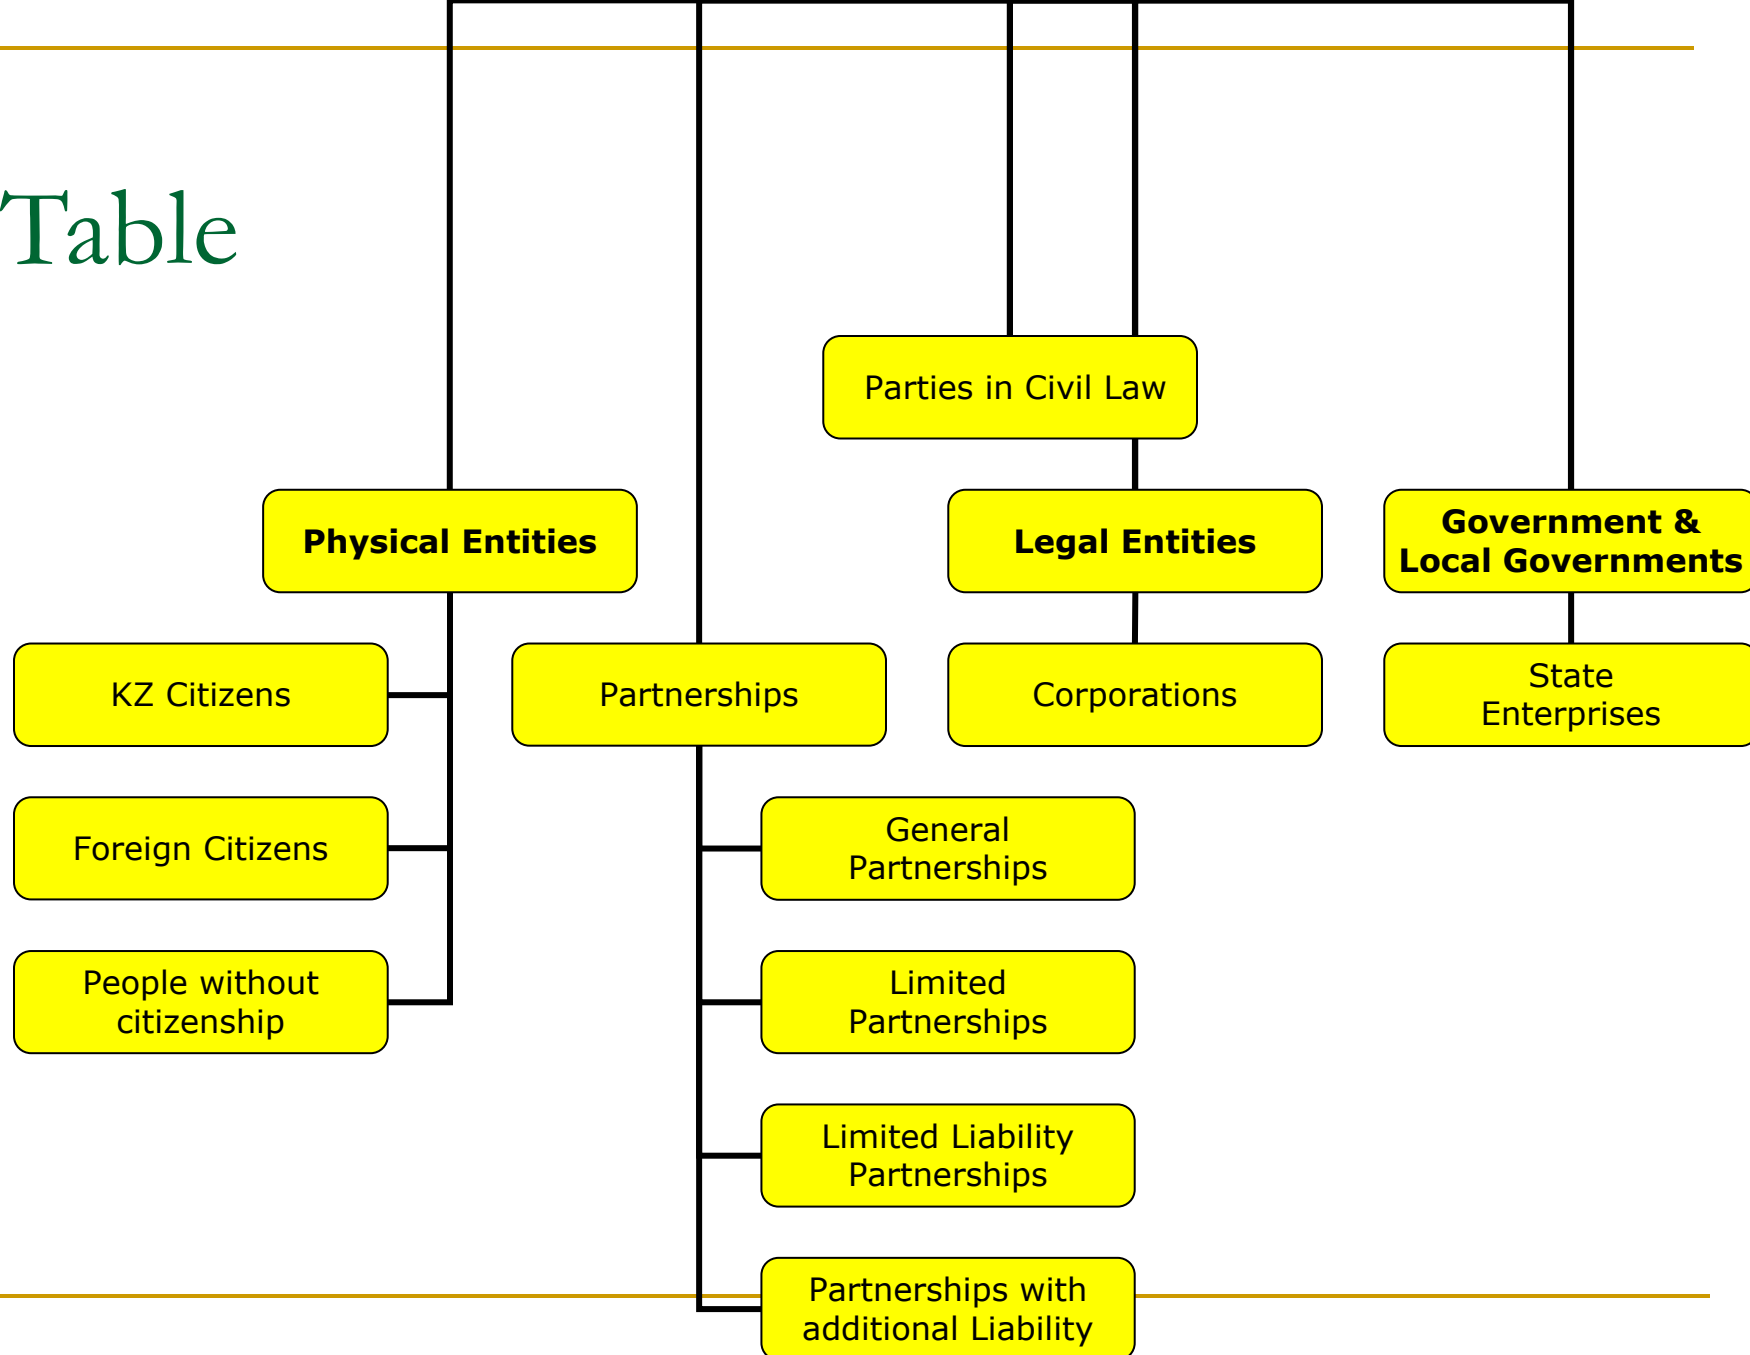 Table
Parties in Civil Law
Physical Entities
Legal Entities
Government &
Local Governments
KZ Citizens
Partnerships
Corporations
State
Enterprises
Foreign Citizens
General
Partnerships
People without
citizenship
Limited
Partnerships
Limited Liability
Partnerships
Partnerships with
additional Liability